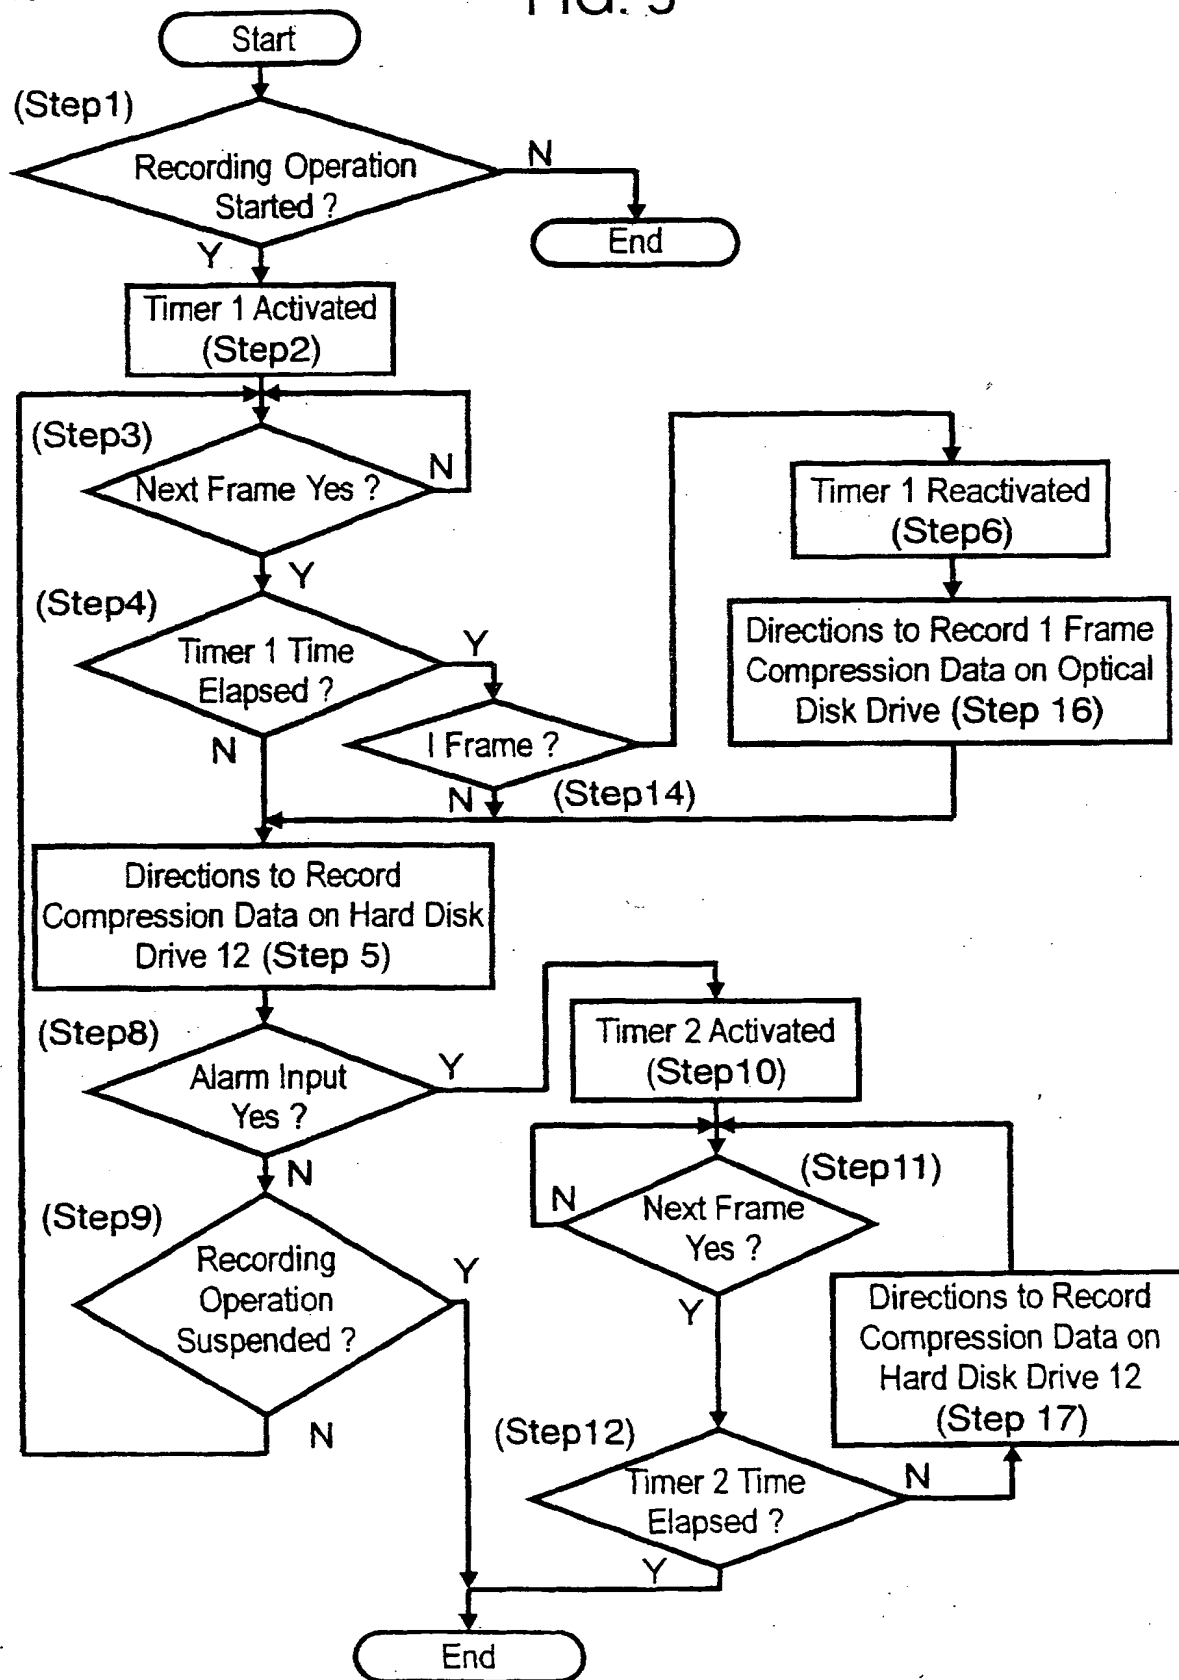 FIG. 5
Start
(Step1)
Recording Operation
Started ?
N
End
Y
Timer 1 Activated
(Step2)
(Step3)
Next Frame Yes ?
N
Y
Timer 1 Reactivated
(Step6)
(Step4)
Timer 1 Time
Elapsed ?
Y
N
Directions to Record 1 Frame
Compression Data on Optical
Disk Drive (Step 16)
I Frame ?
N
(Step14)
Directions to Record
Compression Data on Hard Disk
Drive 12 (Step 5)
(Step8)
Alarm Input
Yes ?
Y
N
Timer 2 Activated
(Step10)
(Step11)
Next Frame
Yes ?
N
Y
(Step9)
Recording
Operation
Suspended ?
Y
N
Directions to Record
Compression Data on
Hard Disk Drive 12
(Step 17)
(Step12)
Timer 2 Time
Elapsed ?
N
Y
End